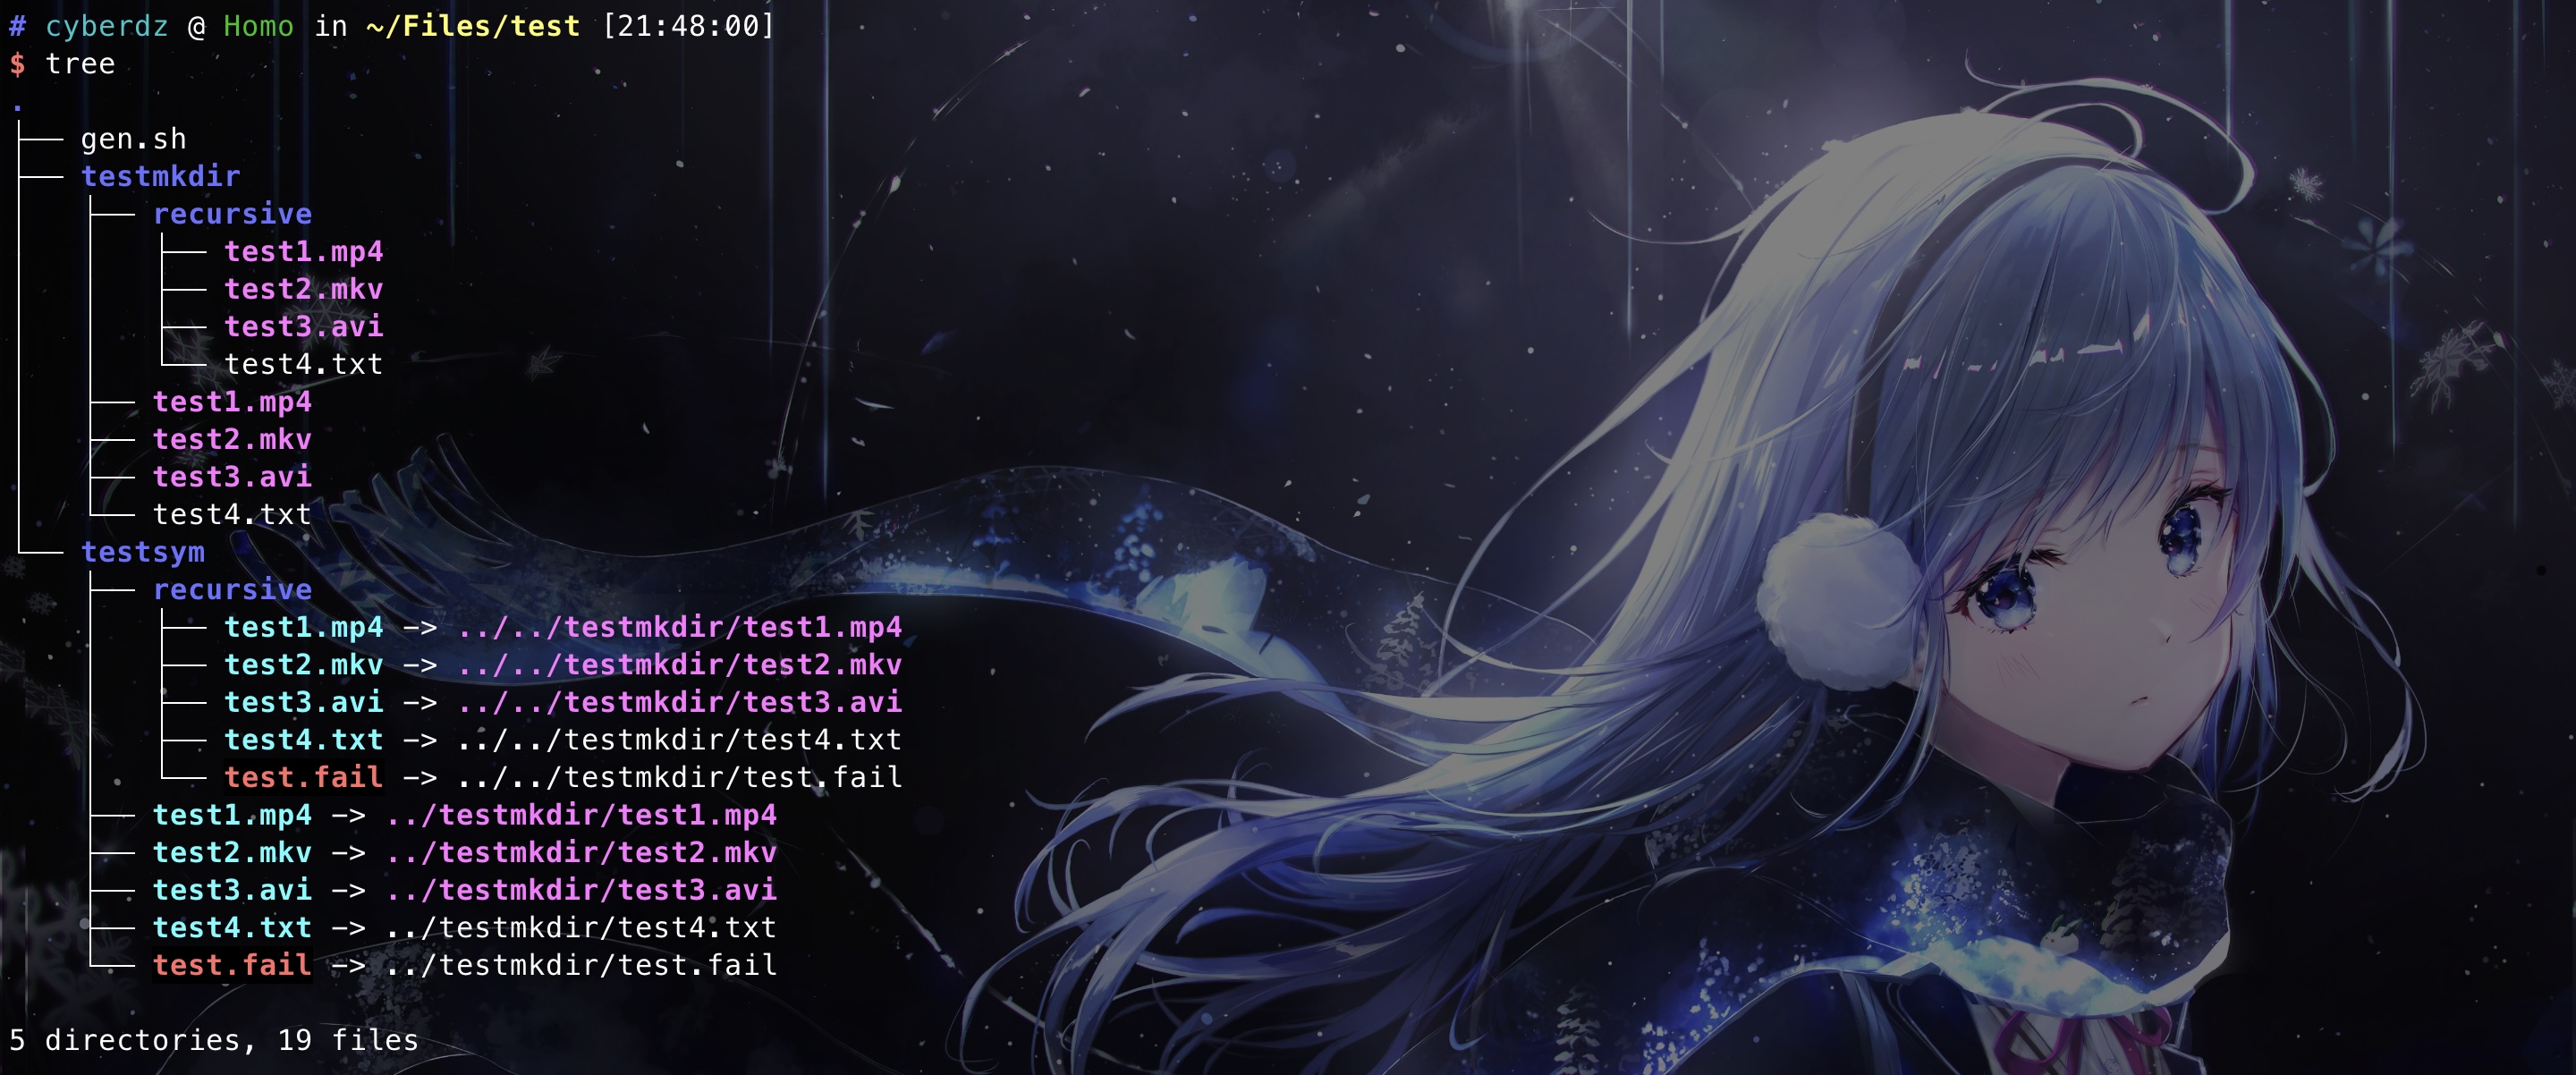 # cyberdz @ Homo in ~/Files/test [21:48:00]
$ tree
.
├── gen.sh
├── testmkdir
│   ├── recursive
│   │   ├── test1.mp4
│   │   ├── test2.mkv
│   │   ├── test3.avi
│   │   └── test4.txt
│   ├── test1.mp4
│   ├── test2.mkv
│   ├── test3.avi
│   └── test4.txt
└── testsym
    ├── recursive
    │   ├── test1.mp4 -> ../../testmkdir/test1.mp4
    │   ├── test2.mkv -> ../../testmkdir/test2.mkv
    │   ├── test3.avi -> ../../testmkdir/test3.avi
    │   ├── test4.txt -> ../../testmkdir/test4.txt
    │   └── test.fail -> ../../testmkdir/test.fail
    ├── test1.mp4 -> ../testmkdir/test1.mp4
    ├── test2.mkv -> ../testmkdir/test2.mkv
    ├── test3.avi -> ../testmkdir/test3.avi
    ├── test4.txt -> ../testmkdir/test4.txt
    └── test.fail -> ../testmkdir/test.fail

5 directories, 19 files